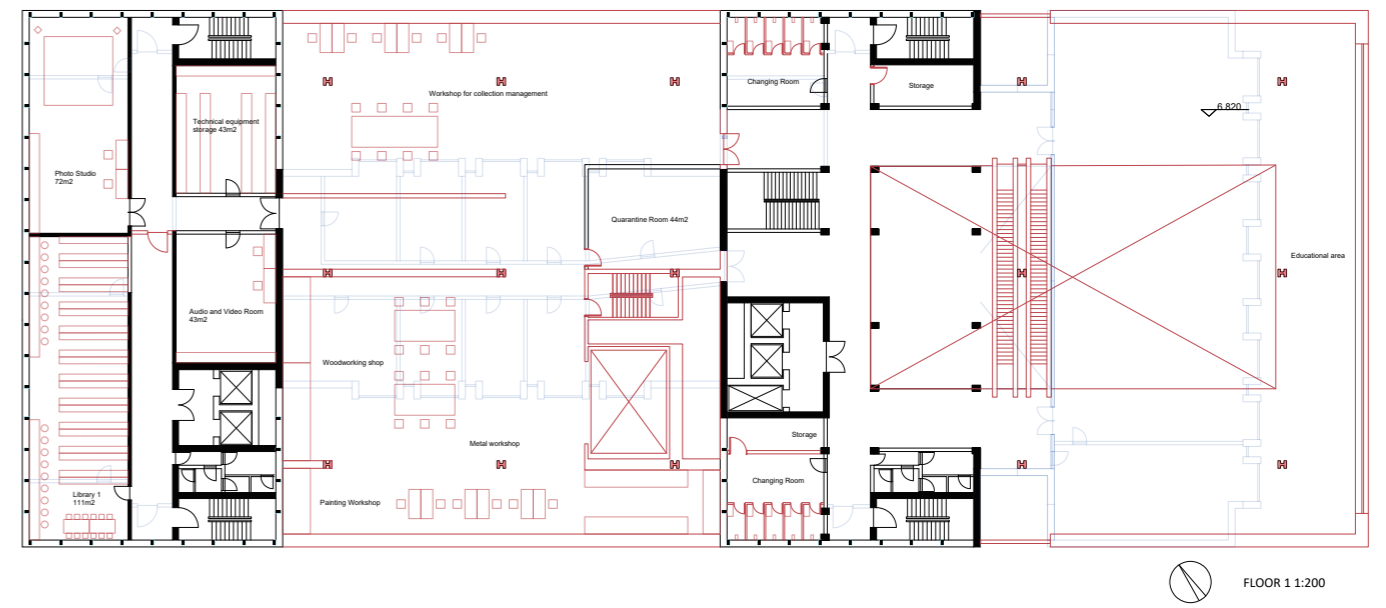 Changing Room
Storage
Workshop for collection management
6.820
Technical equipment
storage 43m2
Photo Studio
72m2
Quarantine Room 44m2
Educational area
Audio and Video Room
43m2
Woodworking shop
Storage
Metal workshop
Changing Room
Library 1
111m2
Painting Workshop
FLOOR 1 1:200